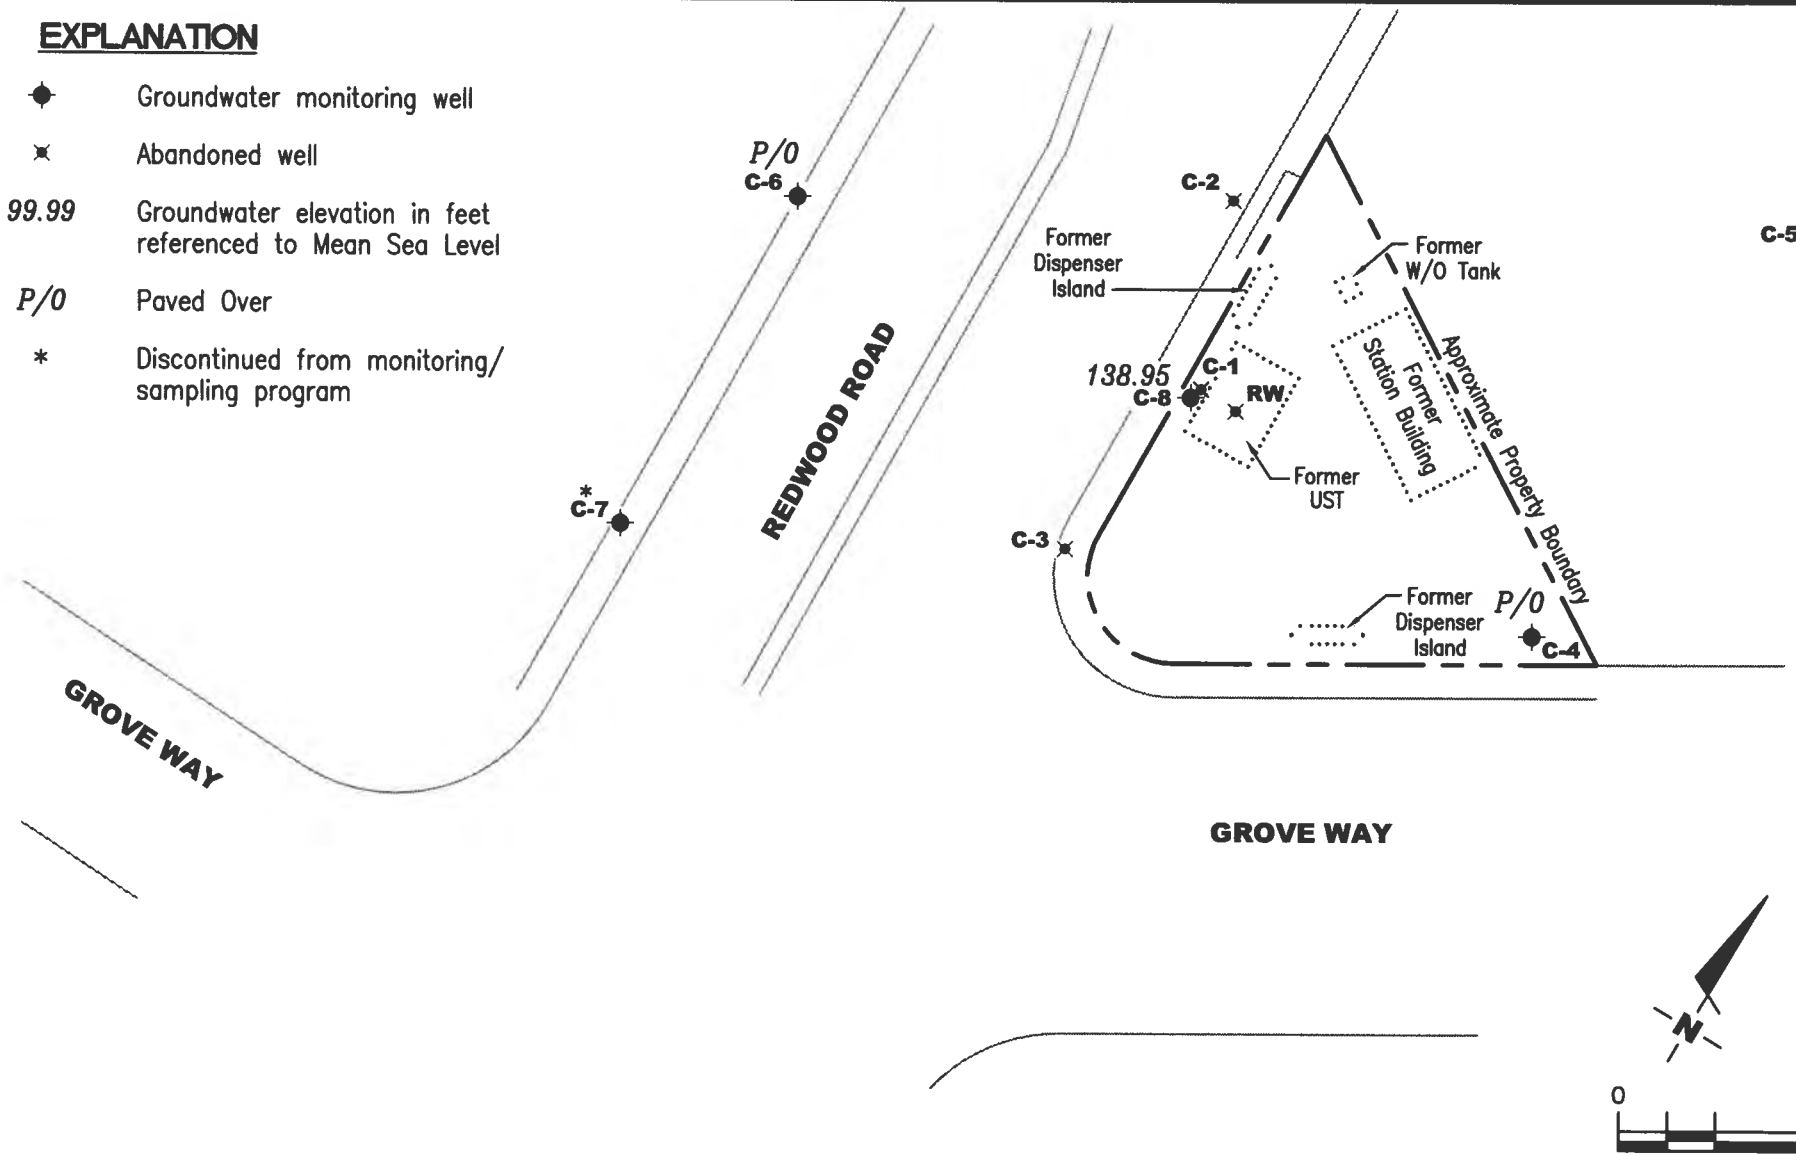 EXPLANATION
Groundwater monitoring well
Abandoned well
99.99 Groundwater elevation in feet
referenced to Mean Sea Level
P/O Paved Over
* Discontinued from monitoring/
sampling program
P/O
C-6
*
C-7
REDWOOD ROAD
GROVE WAY
C-2
Former
Dispenser
Island
Former
W/O Tank
C-5
138.95
C-1
C-8
RW
Former
Station Building
Approximate Property Boundary
Former
UST
C-3
Former
Dispenser
Island
P/O
C-4
GROVE WAY
N
0